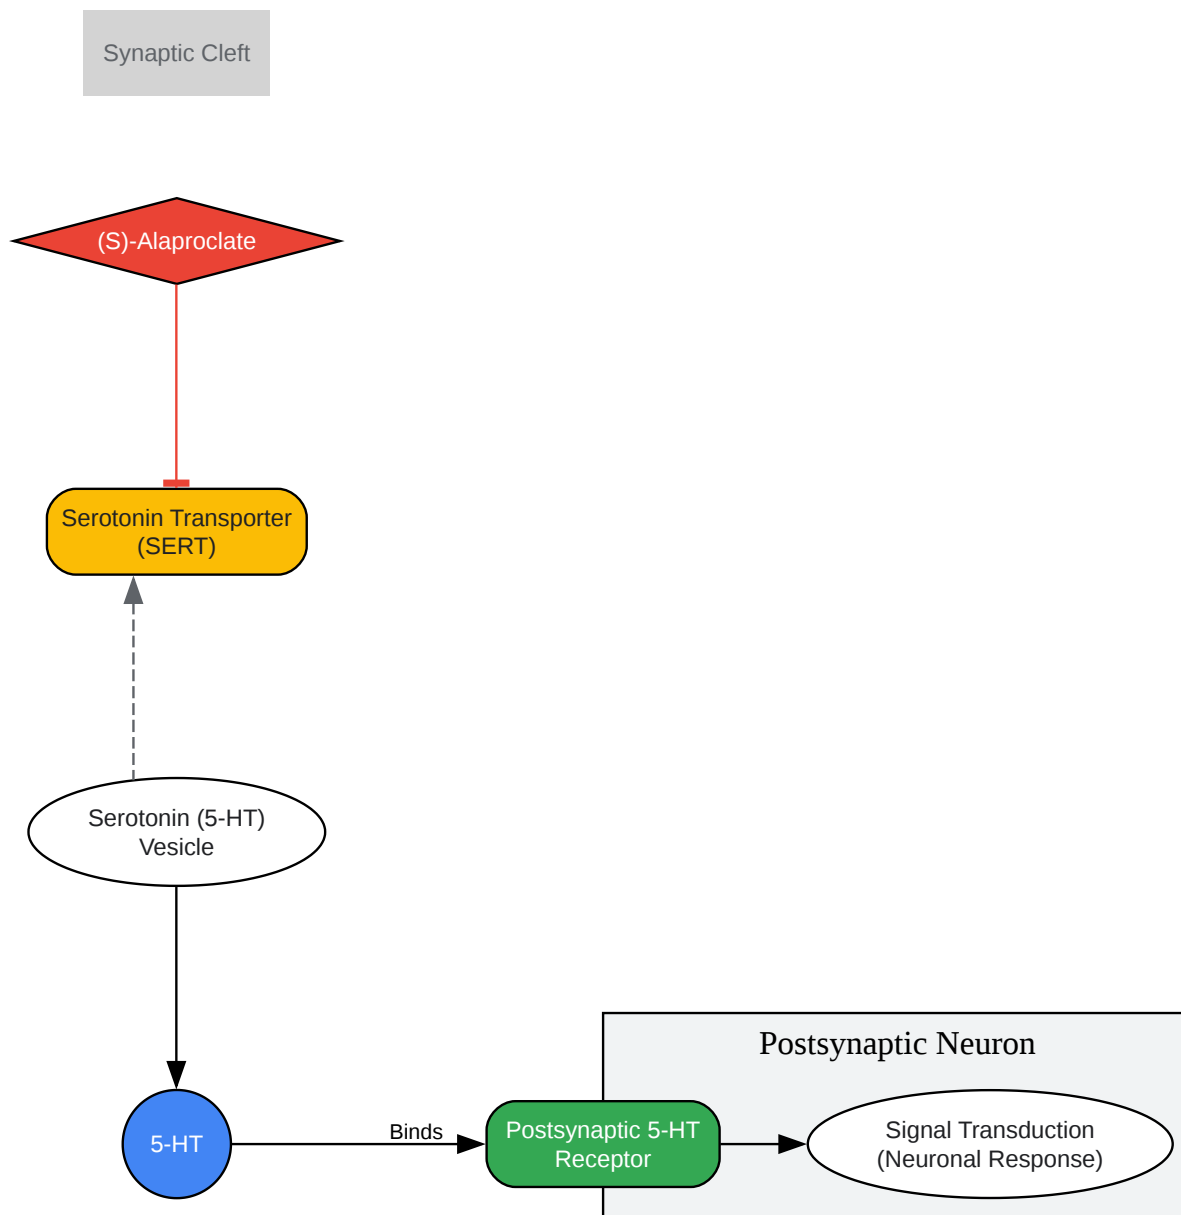 Synaptic Cleft
(S)-Alaproclate
Serotonin Transporter
(SERT)
Serotonin (5-HT)
Vesicle
Postsynaptic Neuron
5-HT
Binds
Postsynaptic 5-HT
Receptor
Signal Transduction
(Neuronal Response)